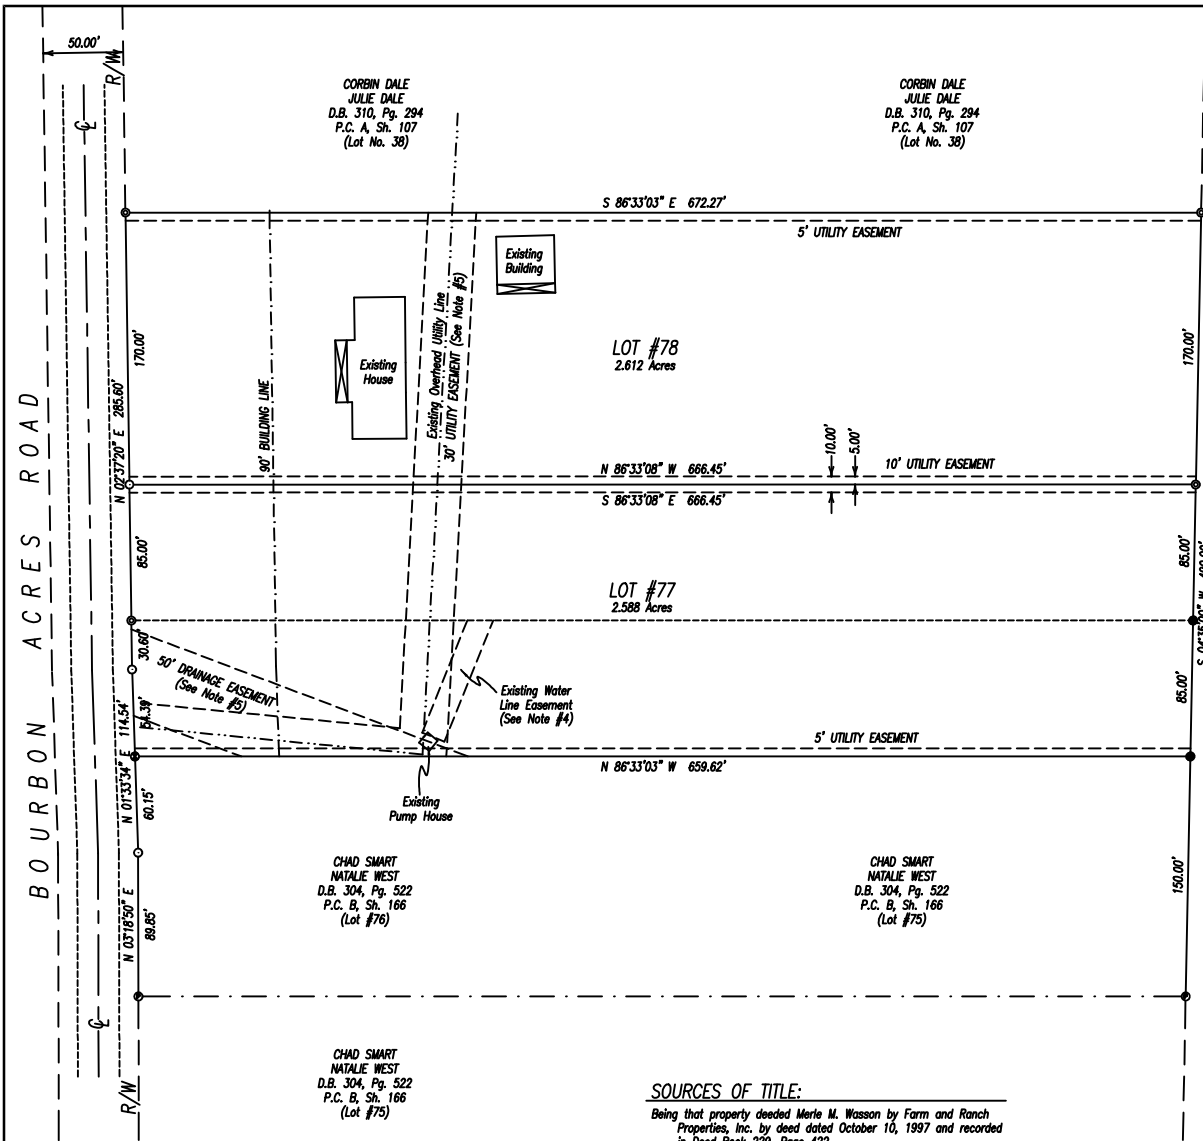 50.00'
R/W
CORBIN DALE
JULIE DALE
D.B. 310, Pg. 294
P.C. A, Sh. 107
(Lot No. 38)
CORBIN DALE
JULIE DALE
D.B. 310, Pg. 294
P.C. A, Sh. 107
(Lot No. 38)
S 86°33'03" E 672.27'
5' UTILITY EASEMENT
Existing
Building
Existing Overhead Utility Line
30' UTILITY EASEMENT (See Note #5)
170.00'
LOT #78
2.612 Acres
170.00'
Existing
House
90' BUILDING LINE
N 02°37'20" E 285.60'
BOURBON ACRES ROAD
10.00'
5.00'
N 86°33'08" W 666.45'
10' UTILITY EASEMENT
S 86°33'08" E 666.45'
85.00'
85.00'
LOT #77
2.588 Acres
30.60'
50' DRAINAGE EASEMENT
(See Note #5)
85.00'
Existing Water
Line Easement
(See Note #4)
114.54'
54.39'
5' UTILITY EASEMENT
N 86°33'03" W 659.62'
N 01°33'34" E
60.15'
Existing
Pump House
CHAD SMART
NATALIE WEST
D.B. 304, Pg. 522
P.C. B, Sh. 166
(Lot #76)
CHAD SMART
NATALIE WEST
D.B. 304, Pg. 522
P.C. B, Sh. 166
(Lot #75)
150.00'
N 03°18'50" E
89.85'
CHAD SMART
NATALIE WEST
D.B. 304, Pg. 522
P.C. B, Sh. 166
(Lot #75)
R/W
SOURCES OF TITLE:
Being that property deeded Merle M. Wasson by Farm and Ranch
Properties, Inc. by deed dated October 10, 1997 and recorded